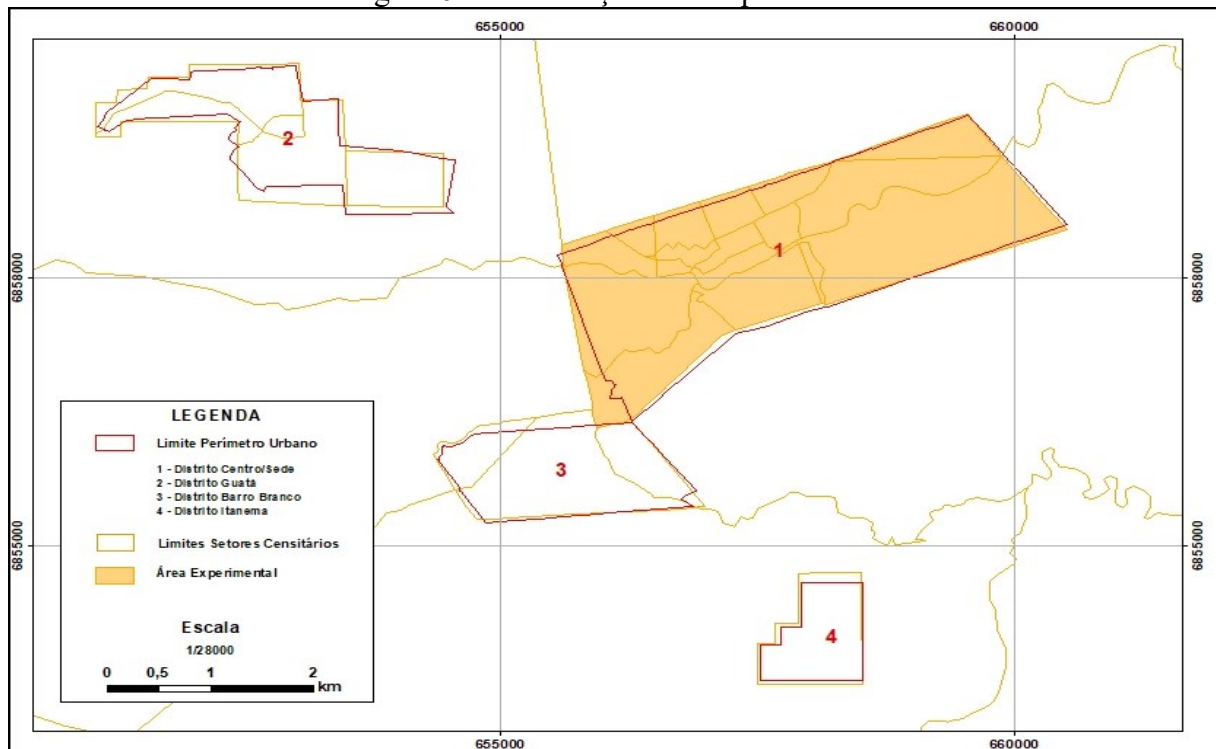 655000
660000
2
1
6858000
6858000
LEGENDA
Limite Perímetro Urbano
1 - Distrito Centro/Sede
2 - Distrito Guatá
3 - Distrito Barro Branco
4 - Distrito Itanema
Limites Setores Censitários
Área Experimental
Escala
1/28000
0 0,5 1 2
km
3
6855000
6855000
4
655000
660000